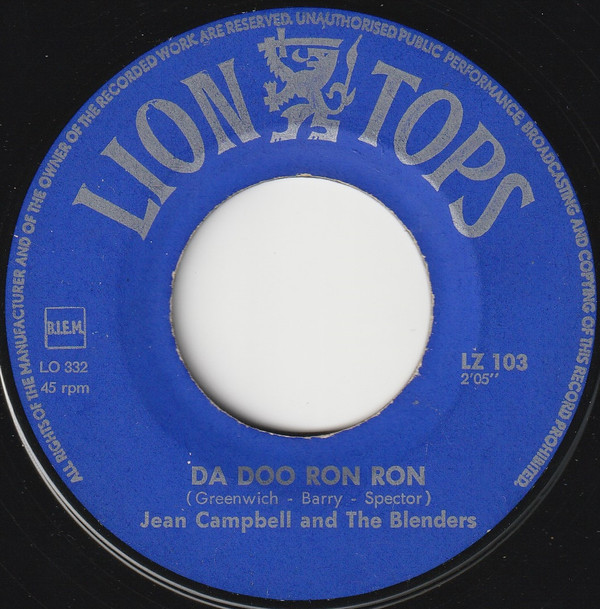 ALL RIGHTS OF THE MANUFACTURER AND OF THE OWNER OF THE RECORDED WORK ARE RESERVED. UNAUTHORISED PUBLIC PERFORMANCE, BROADCASTING AND COPYING OF THIS RECORD PROHIBITED.
LION TOPS
B.I.E.M.
LO 332
45 rpm
LZ 103
2'05"
DA DOO RON RON
(Greenwich - Barry - Spector)
Jean Campbell and The Blenders